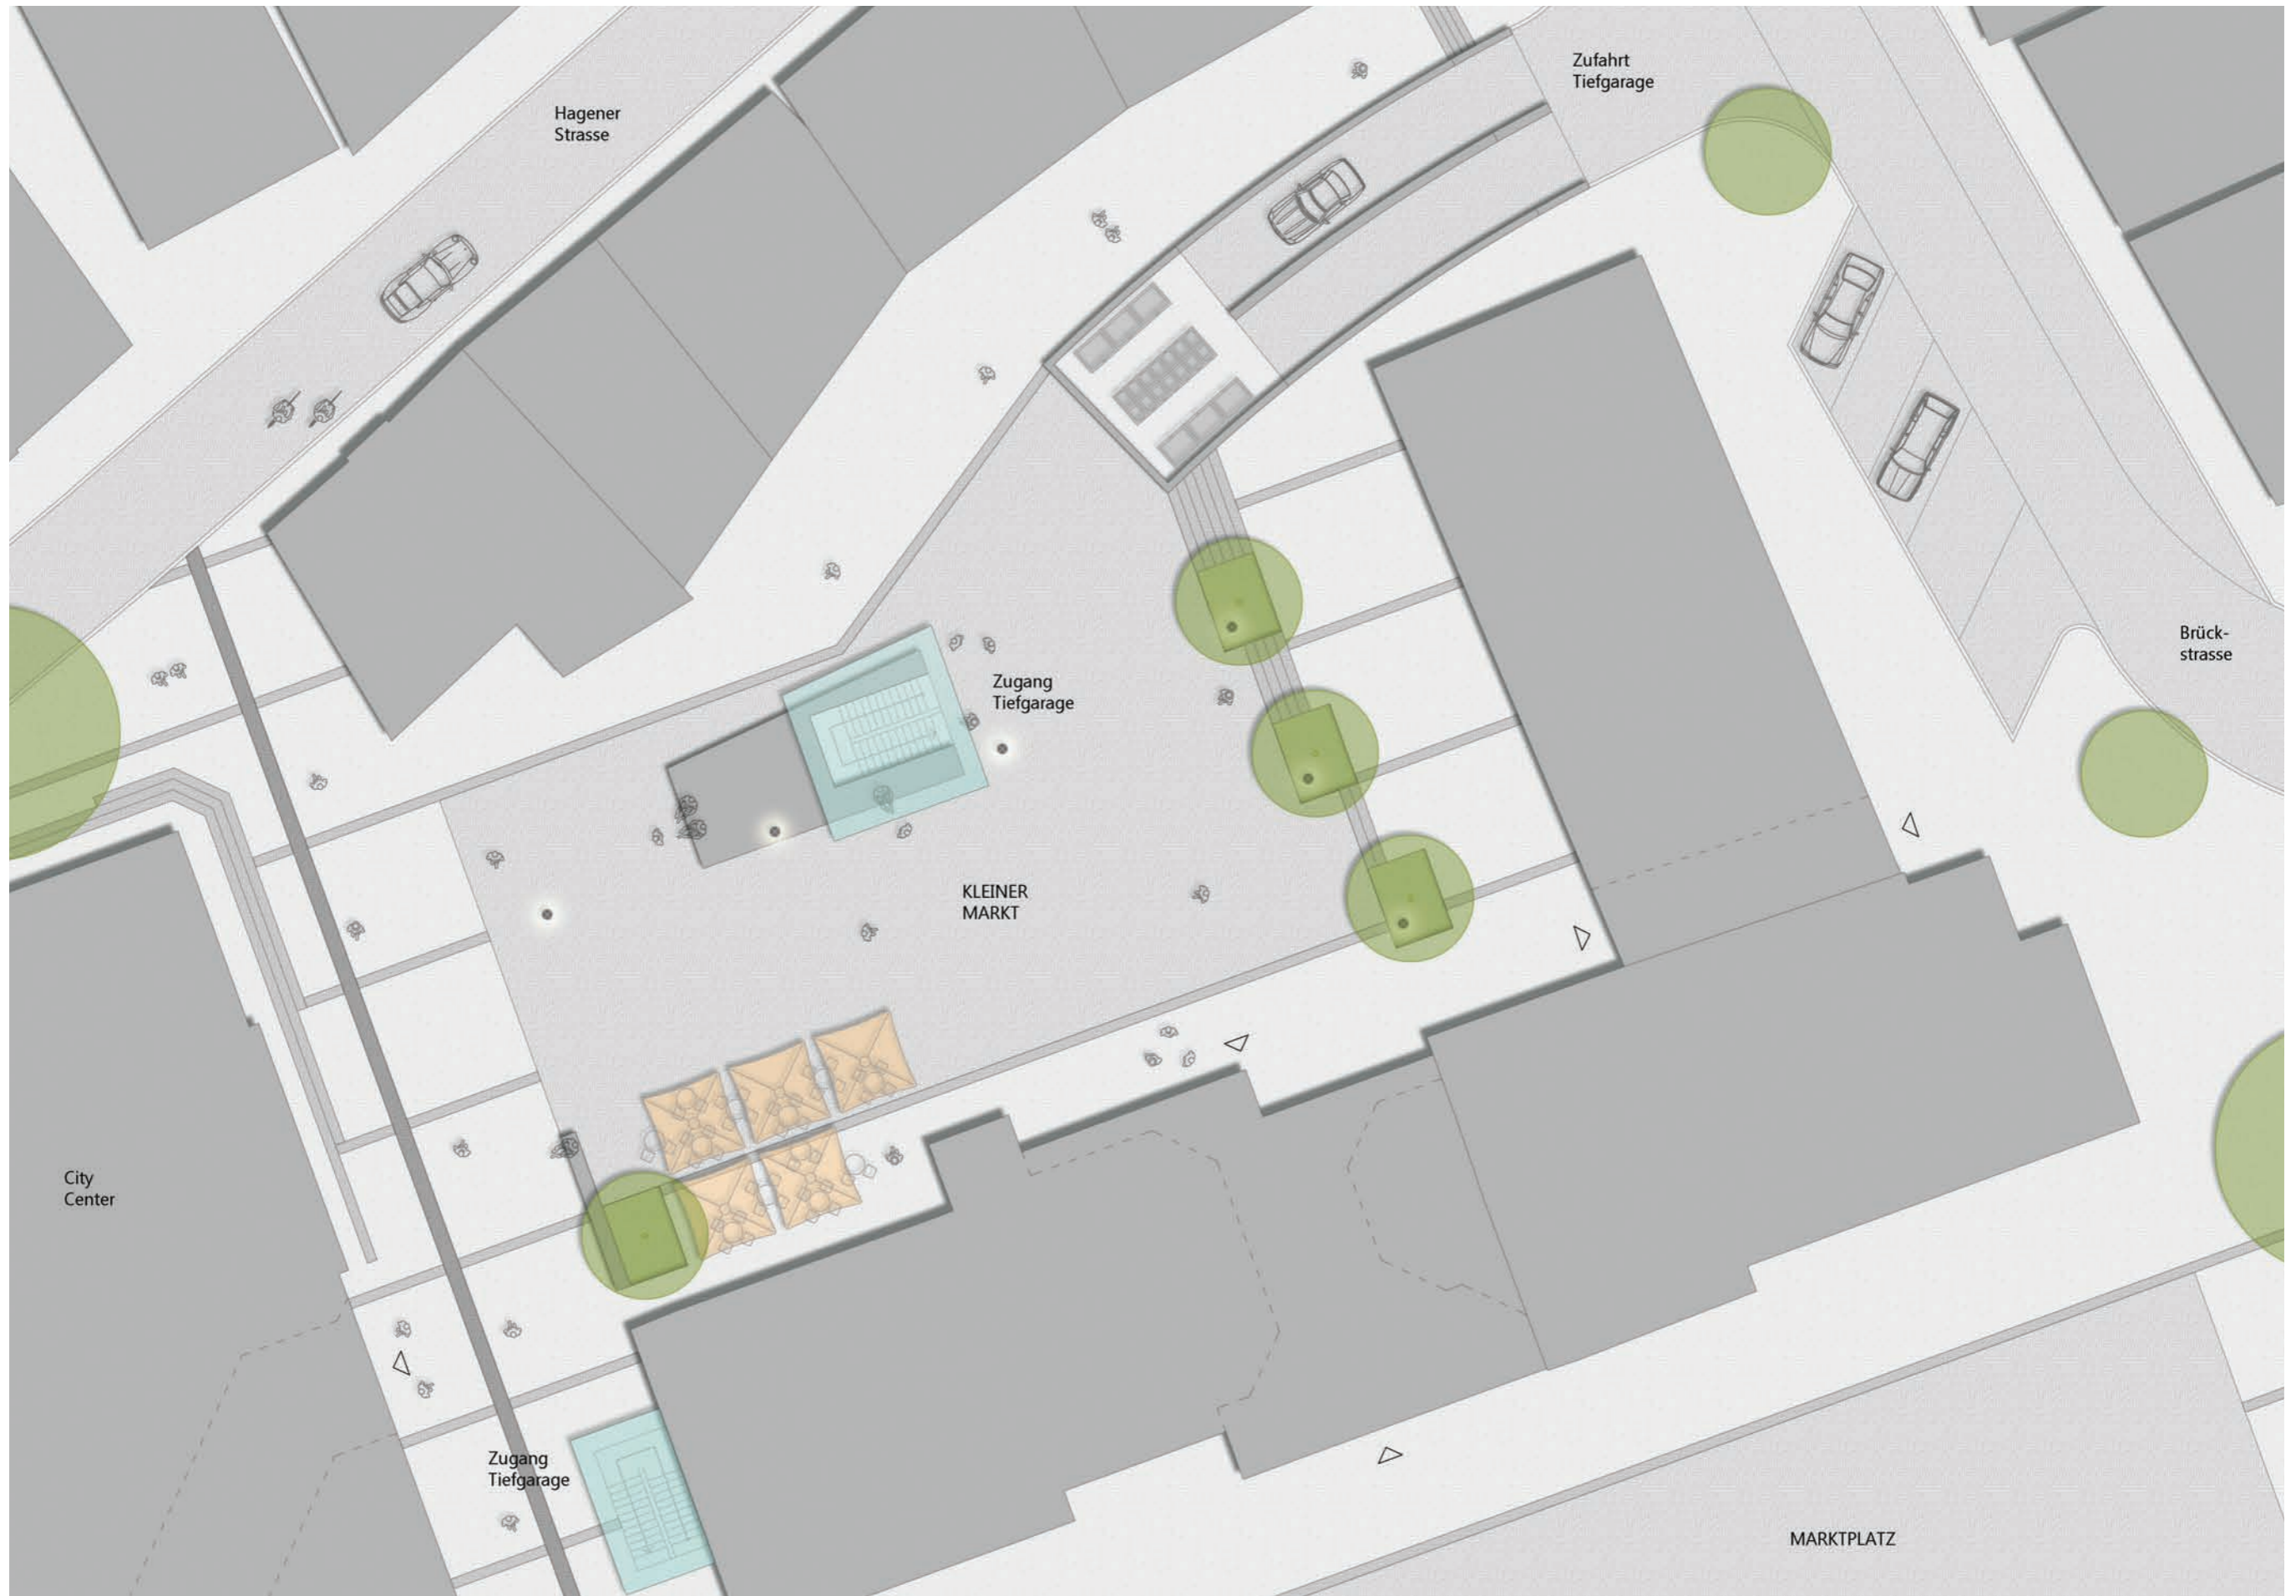 Zufahrt
Tiefgarage
Hagener
Strasse
Brück-
strasse
Zugang
Tiefgarage
KLEINER
MARKT
City
Center
Zugang
Tiefgarage
MARKTPLATZ